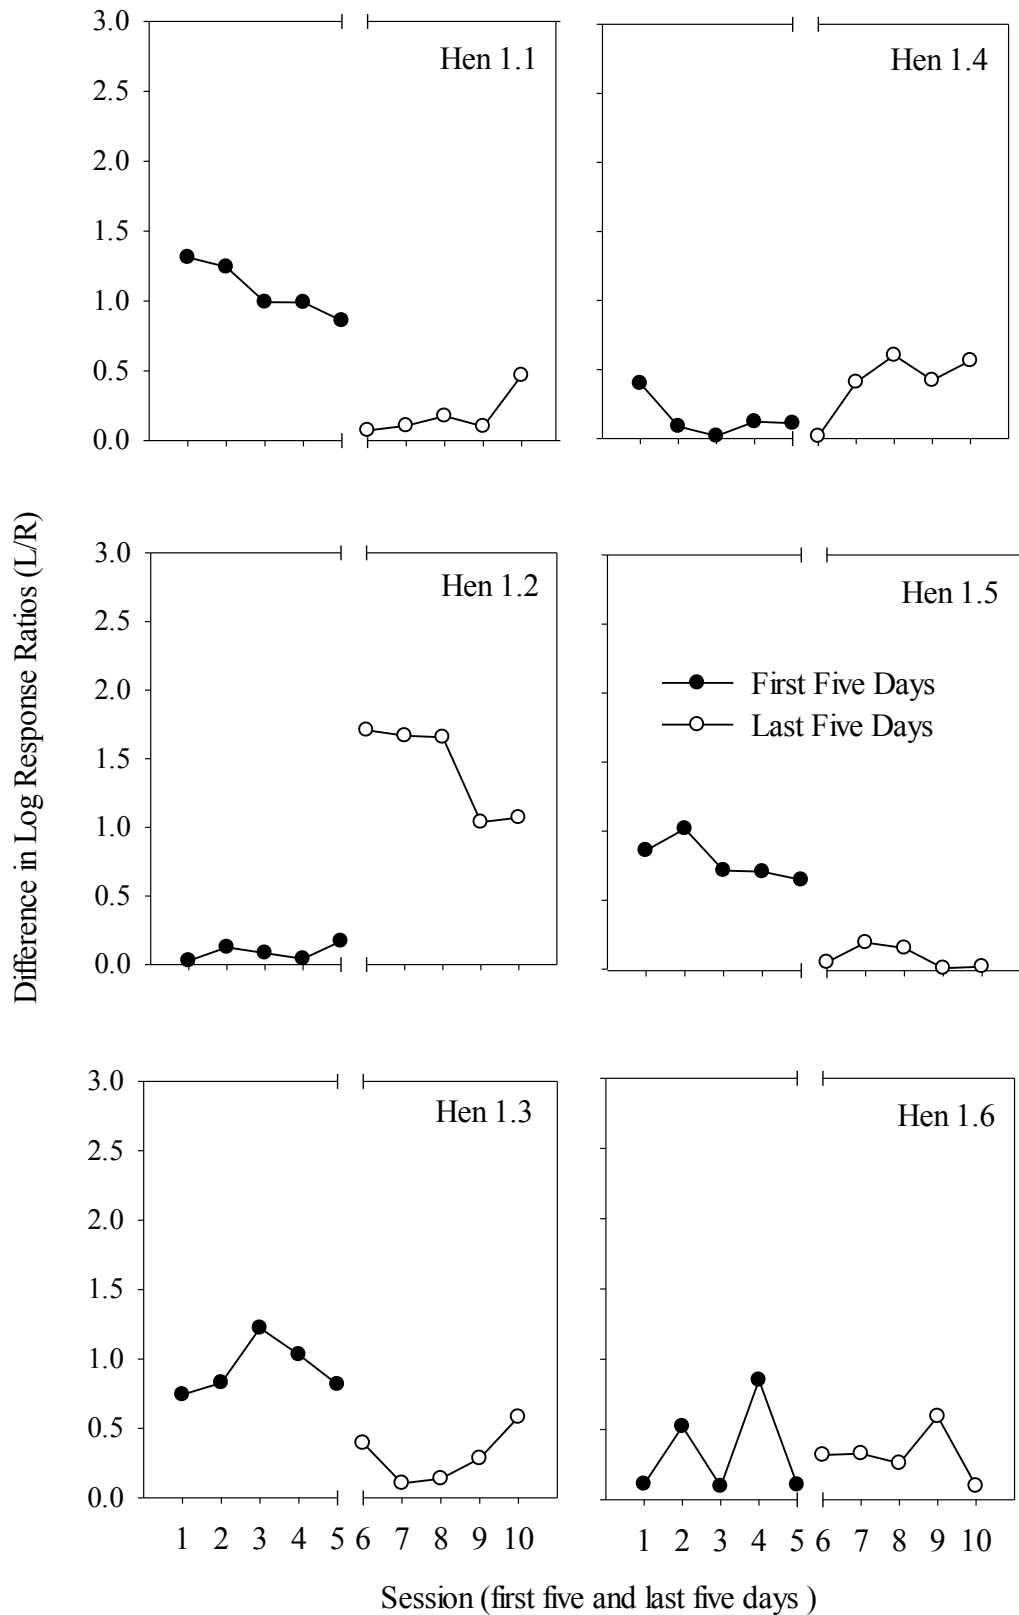 3.0
2.5
2.0
1.5
1.0
0.5
0.0
Hen 1.1
Hen 1.4
Difference in Log Response Ratios (L/R)
3.0
2.5
2.0
1.5
1.0
0.5
0.0
Hen 1.2
Hen 1.5
First Five Days
Last Five Days
3.0
2.5
2.0
1.5
1.0
0.5
0.0
Hen 1.3
Hen 1.6
1 2 3 4 5 6 7 8 9 10
1 2 3 4 5 6 7 8 9 10
Session (first five and last five days )